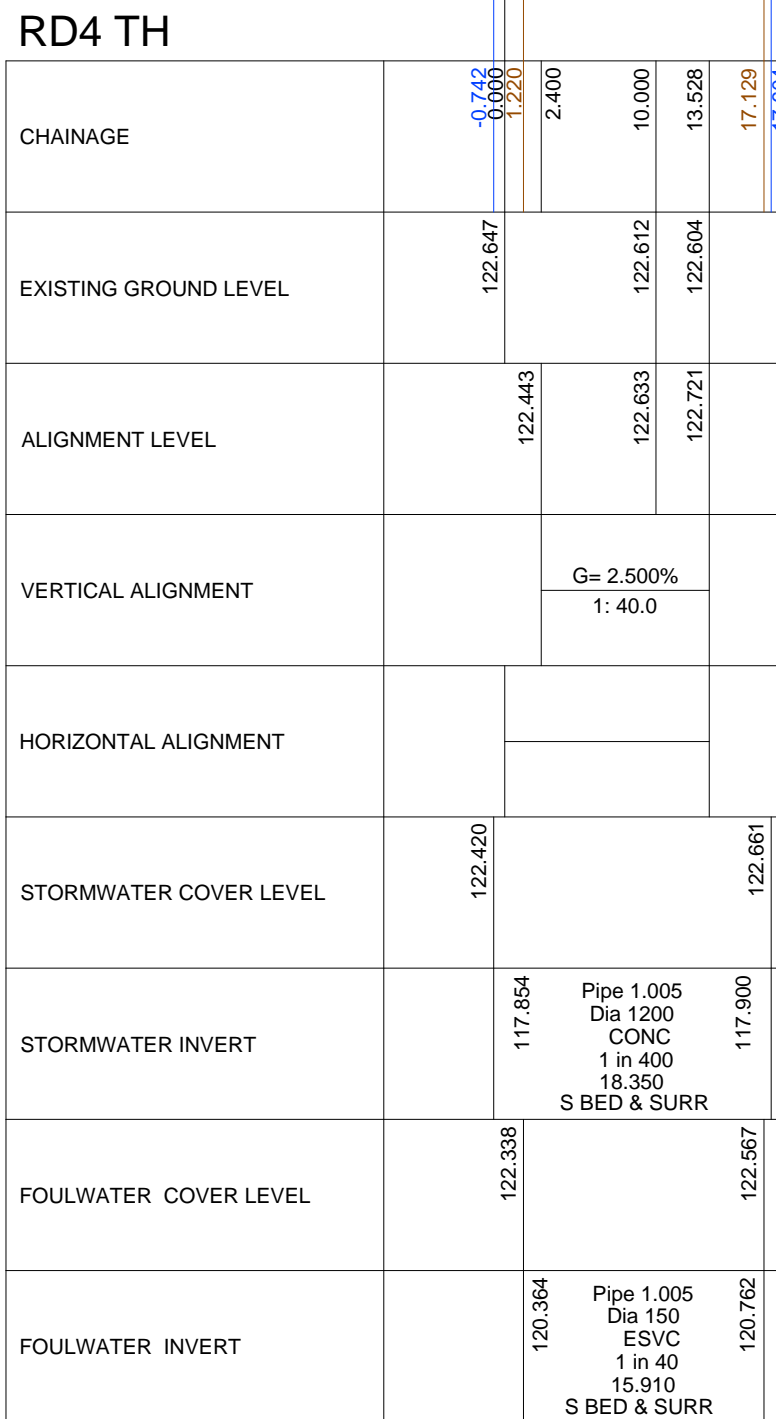 RD4 TH
CHAINAGE
-0.742
0.000
1.220
2.400
10.000
13.528
17.129
EXISTING GROUND LEVEL
122.647
122.612
122.604
ALIGNMENT LEVEL
122.443
122.633
122.721
VERTICAL ALIGNMENT
G= 2.500%
1: 40.0
HORIZONTAL ALIGNMENT
STORMWATER COVER LEVEL
122.420
122.661
STORMWATER INVERT
117.854
Pipe 1.005
Dia 1200
CONC
1 in 400
18.350
S BED & SURR
117.900
FOULWATER  COVER LEVEL
122.338
122.567
FOULWATER  INVERT
120.364
Pipe 1.005
Dia 150
ESVC
1 in 40
15.910
S BED & SURR
120.762